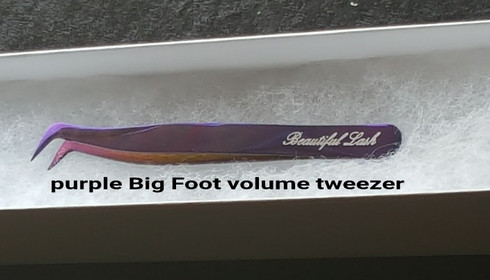 Beautiful Lash
purple Big Foot volume tweezer